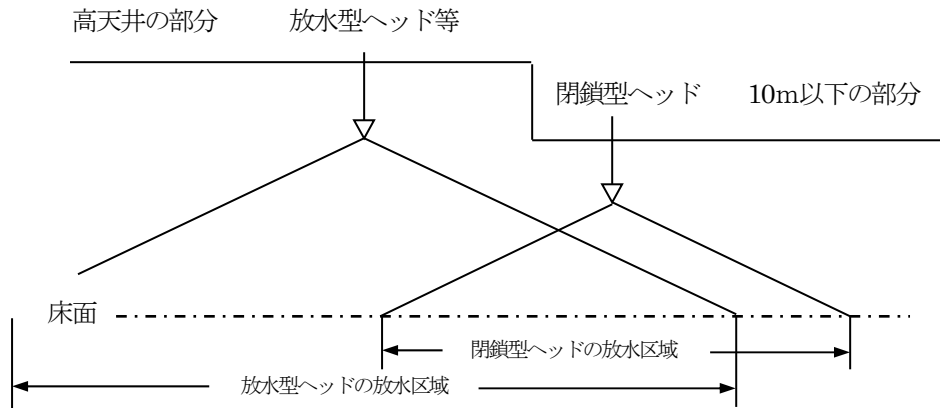 高天井の部分　放水型ヘッド等
閉鎖型ヘッド　10m以下の部分
床面
閉鎖型ヘッドの放水区域
放水型ヘッドの放水区域